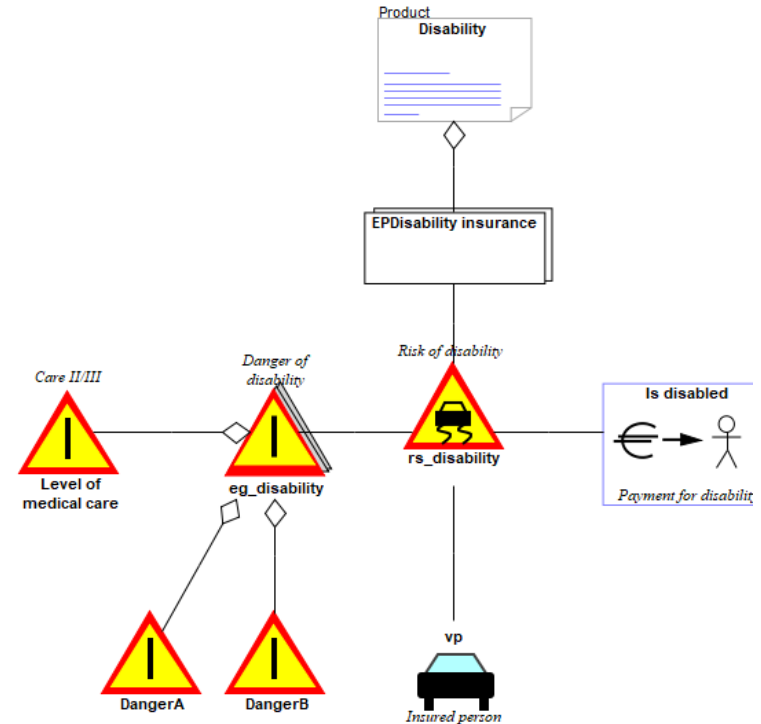 Product
Disability
EPDisability insurance
Risk of disability
Danger of
disability
Care II/III
Is disabled
Level of
medical care
eg_disability
rs_disability
Payment for disability
vp
DangerA
DangerB
Insured person